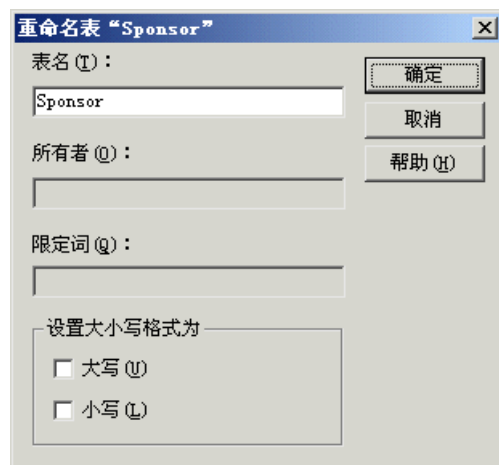 重命名表“Sponsor”
表名(T)：
Sponsor
所有者(O)：
限定词(Q)：
设置大小写格式为
大写(U)
小写(L)
确定
取消
帮助(H)